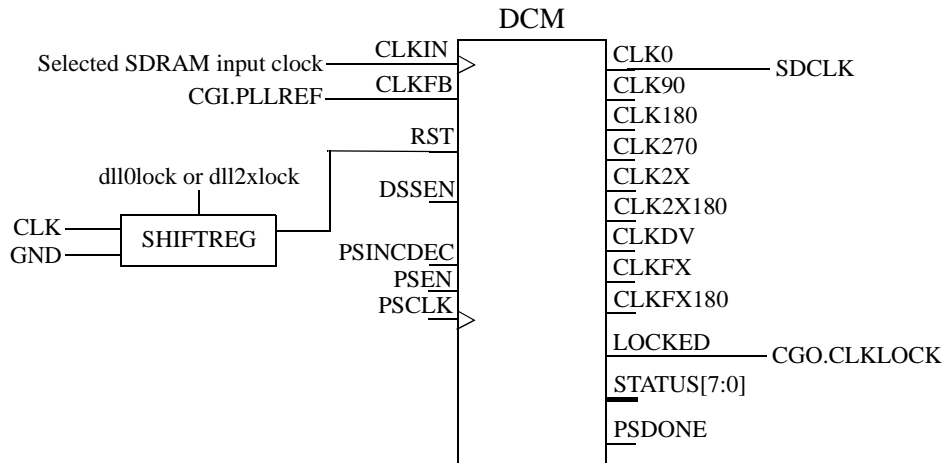 DCM
Selected SDRAM input clock
CLKIN
CGI.PLLREF
CLKFB
RST
dll0lock or dll2xlock
DSSEN
CLK
GND
SHIFTREG
PSINCDEC
PSEN
PSCLK
CLK0
SDCLK
CLK90
CLK180
CLK270
CLK2X
CLK2X180
CLKDV
CLKFX
CLKFX180
LOCKED
CGO.CLKLOCK
STATUS[7:0]
PSDONE